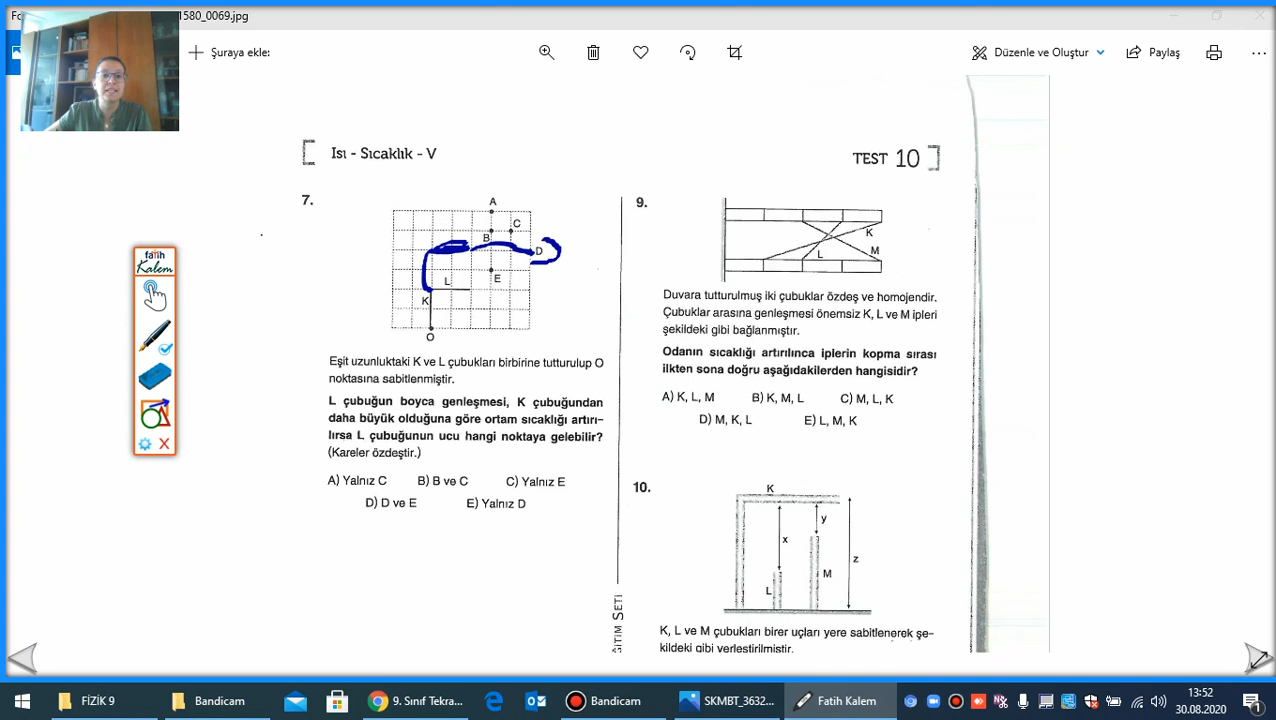 1580_0069.jpg
Şuraya ekle:
Düzenle ve Oluştur
Paylaş
Isı - Sıcaklık - V
TEST 10
fatih
Kalem
7.
A
C
B
D
E
L
K
O
Eşit uzunluktaki K ve L çubukları birbirine tutturulup O
noktasına sabitlenmiştir.
L çubuğun boyca genleşmesi, K çubuğundan
daha büyük olduğuna göre ortam sıcaklığı artırı-
lırsa L çubuğunun ucu hangi noktaya gelebilir?
(Kareler özdeştir.)
A) Yalnız C B) B ve C C) Yalnız E
D) D ve E E) Yalnız D
9.
K
L
M
Duvara tutturulmuş iki çubuklar özdeş ve homojendir.
Çubuklar arasına genleşmesi önemsiz K, L ve M ipleri
şekildeki gibi bağlanmıştır.
Odanın sıcaklığı artırılınca iplerin kopma sırası
ilkten sona doğru aşağıdakilerden hangisidir?
A) K, L, M B) K, M, L C) M, L, K
D) M, K, L E) L, M, K
10.
K
y
x
z
M
L
K, L ve M çubukları birer uçları yere sabitlenerek şe-
kildeki gibi yerleştirilmiştir.
ĞİTİM SETİ
FİZİK 9
Bandicam
9. Sınıf Tekra...
Bandicam
SKMBT_3632...
Fatih Kalem
13:52
30.08.2020